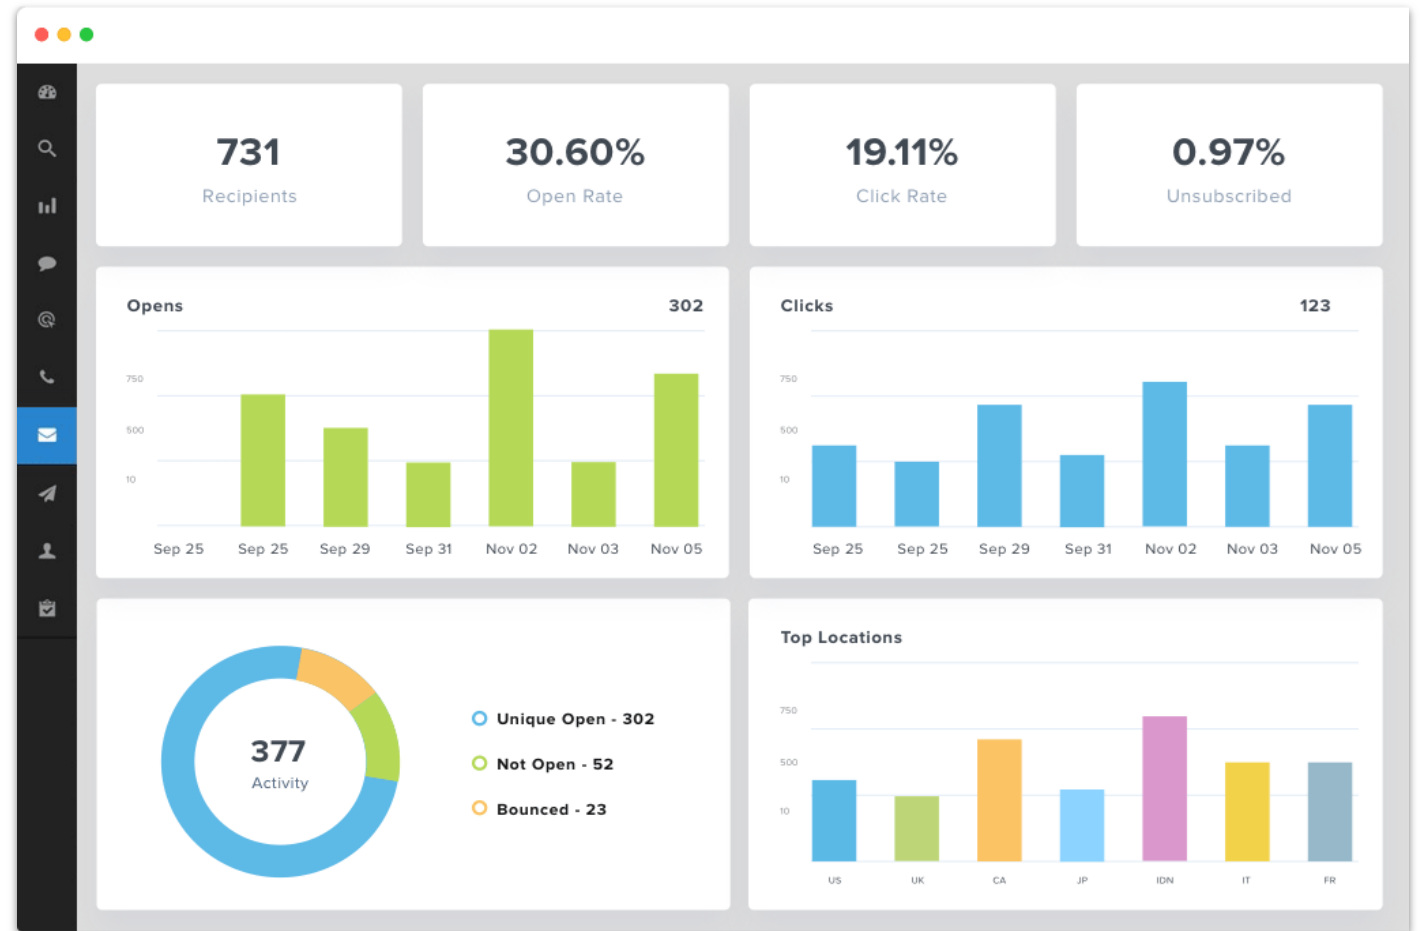 731
Recipients
30.60%
Open Rate
19.11%
Click Rate
0.97%
Unsubscribed
Opens 302
750
500
10
Sep 25 Sep 25 Sep 29 Sep 31 Nov 02 Nov 03 Nov 05
Clicks 123
750
500
10
Sep 25 Sep 25 Sep 29 Sep 31 Nov 02 Nov 03 Nov 05
377
Activity
Unique Open - 302
Not Open - 52
Bounced - 23
Top Locations
750
500
10
US UK CA JP IDN IT FR